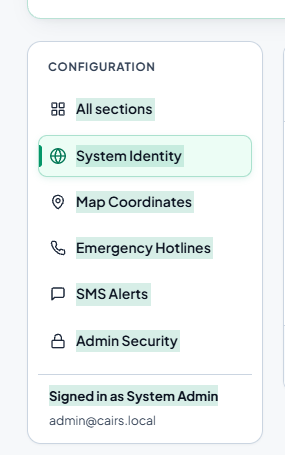 CONFIGURATION
All sections
System Identity
Map Coordinates
Emergency Hotlines
SMS Alerts
Admin Security
Signed in as System Admin
admin@cairs.local